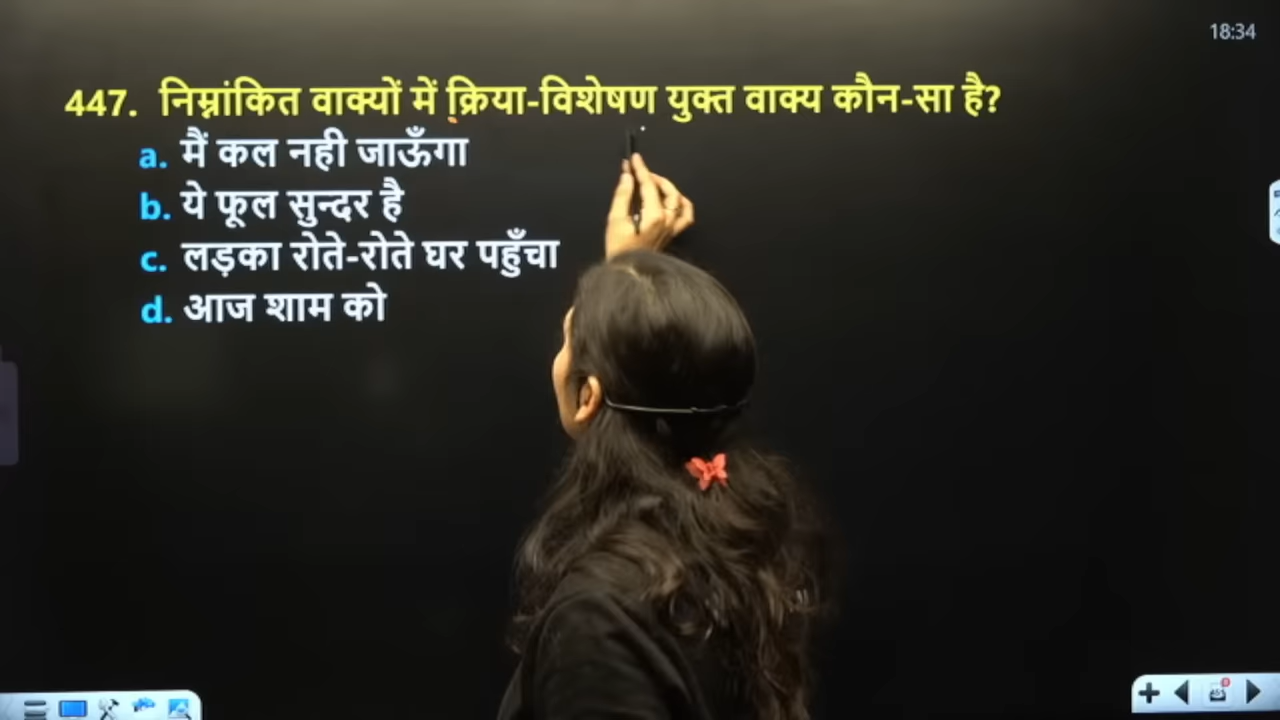 18:34
447. निम्नांकित वाक्यों में क्रिया-विशेषण युक्त वाक्य कौन-सा है?
a. मैं कल नही जाऊँगा
b. ये फूल सुन्दर है
c. लड़का रोते-रोते घर पहुँचा
d. आज शाम को